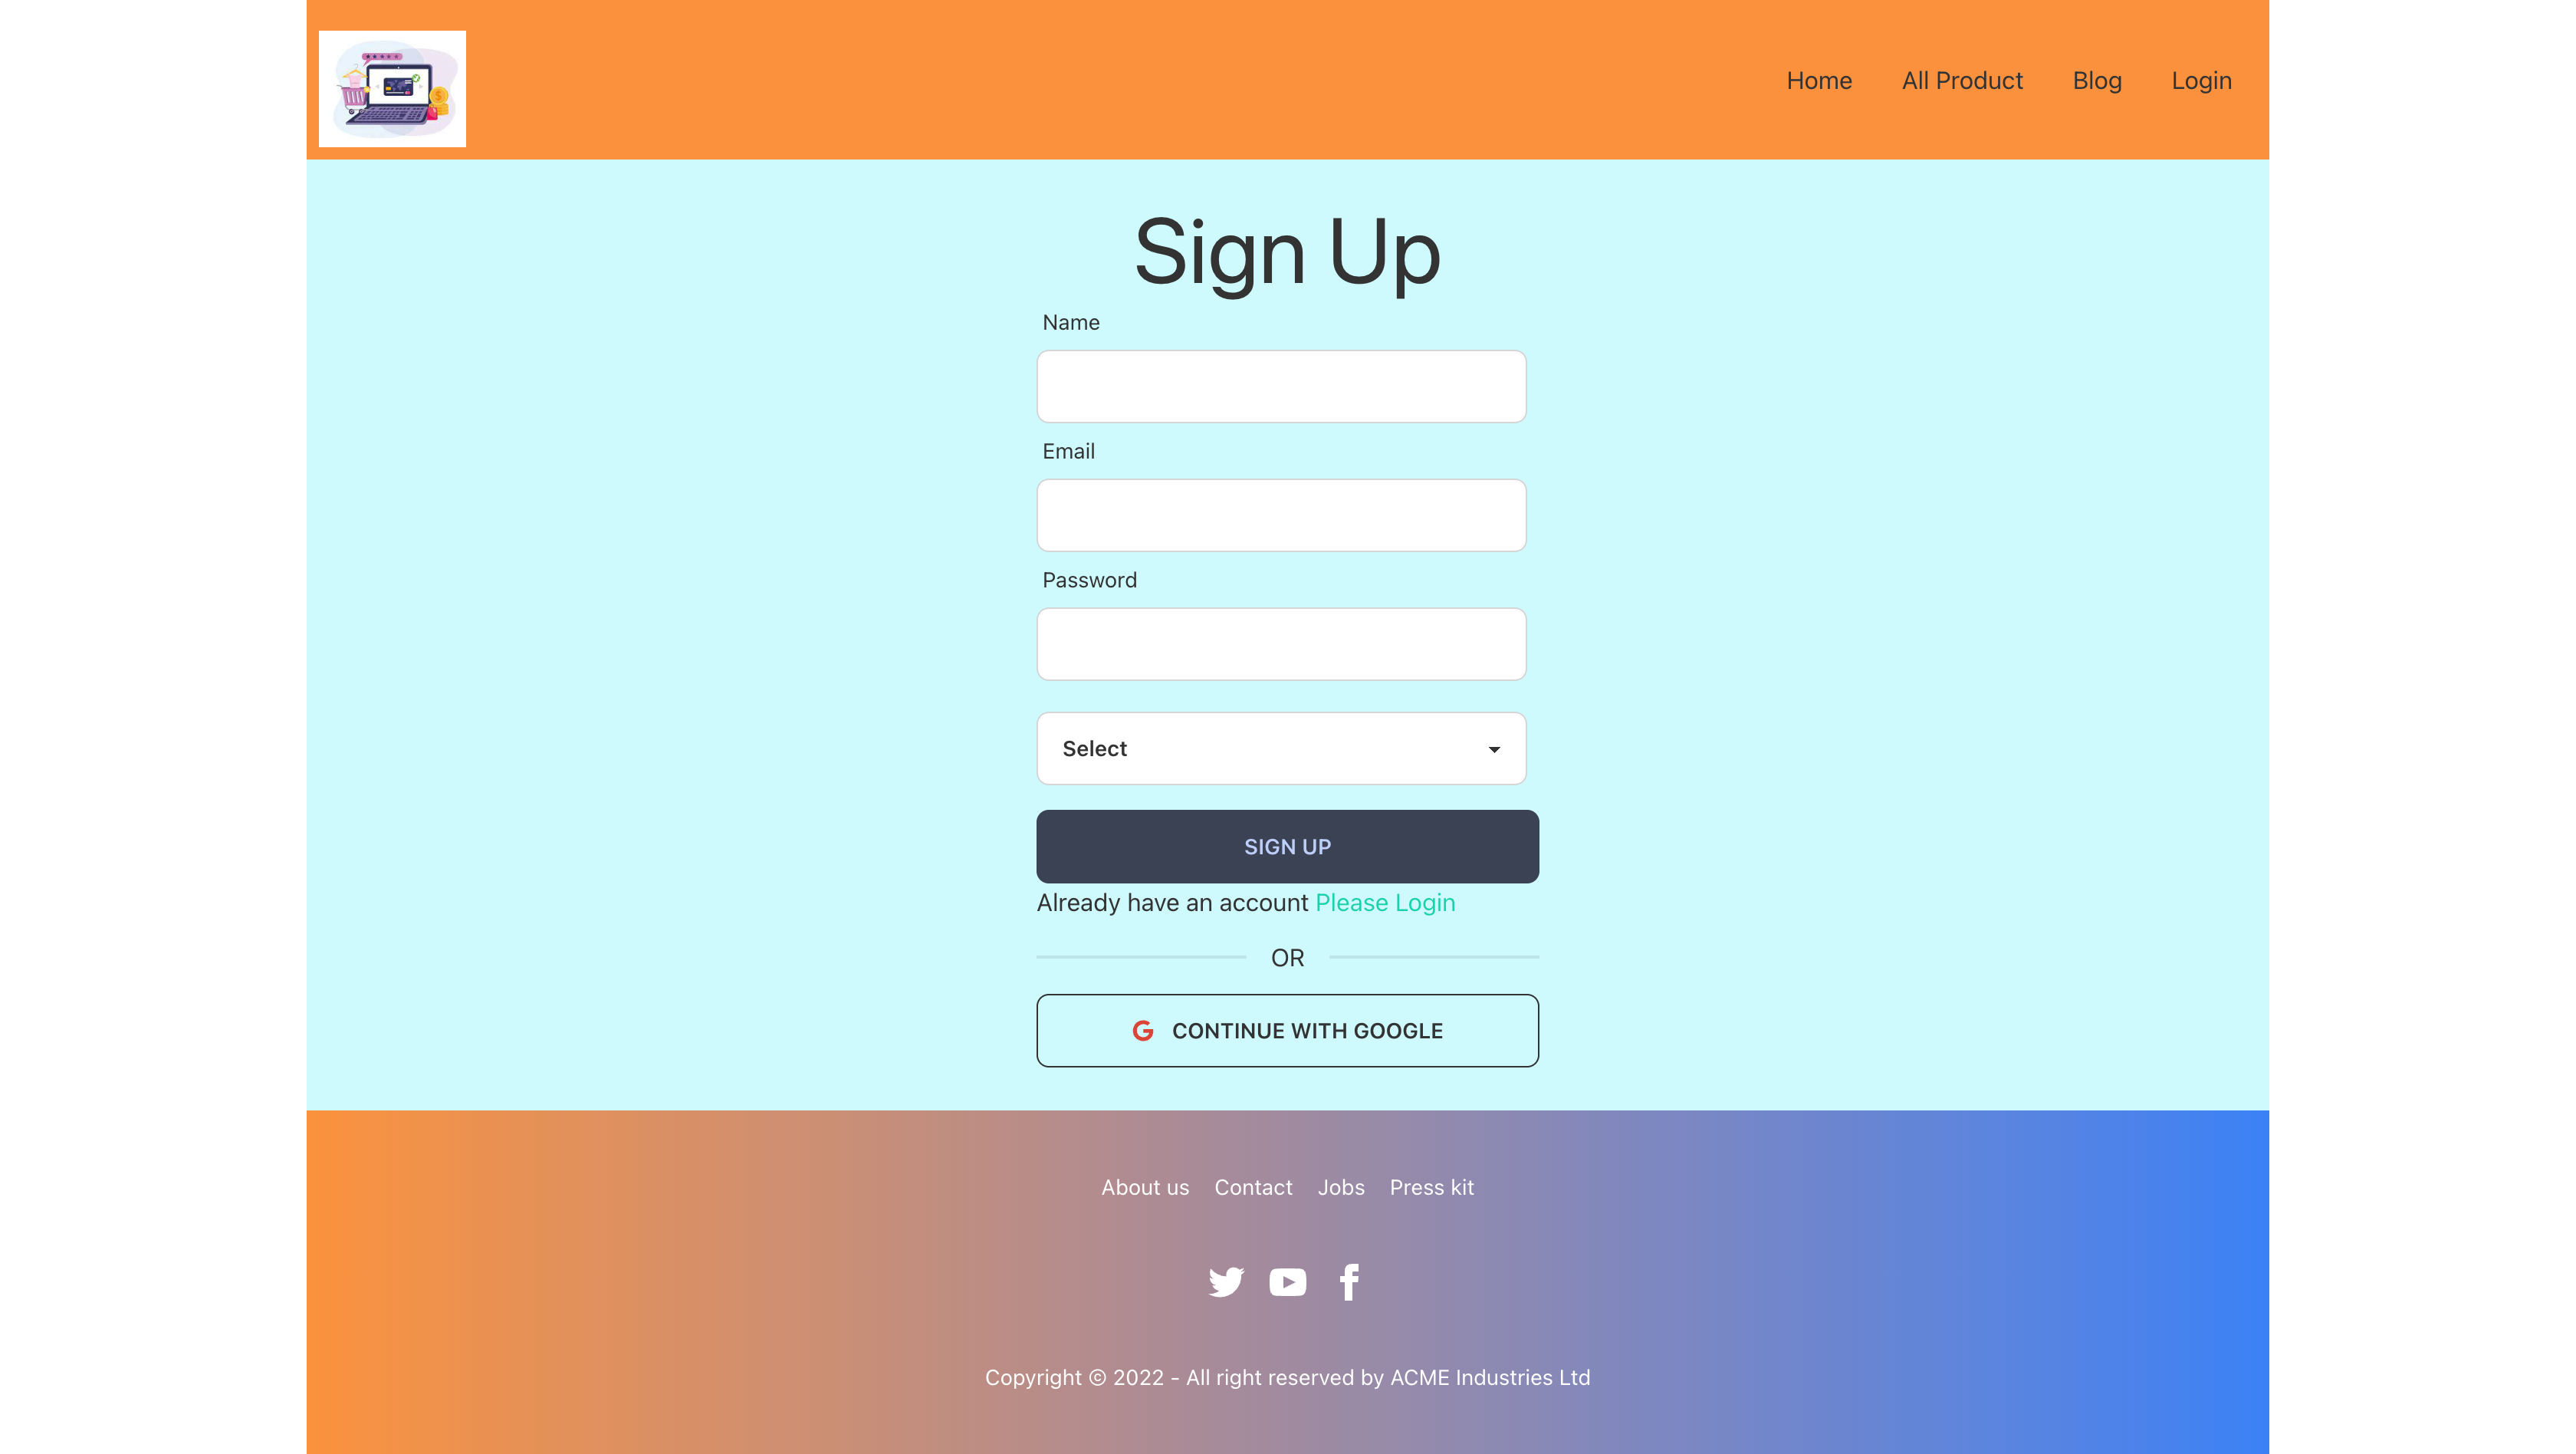 Home All Product Blog Login
Sign Up
Name
Email
Password
Select
SIGN UP
Already have an account Please Login
OR
G CONTINUE WITH GOOGLE
About us Contact Jobs Press kit
Copyright © 2022 - All right reserved by ACME Industries Ltd